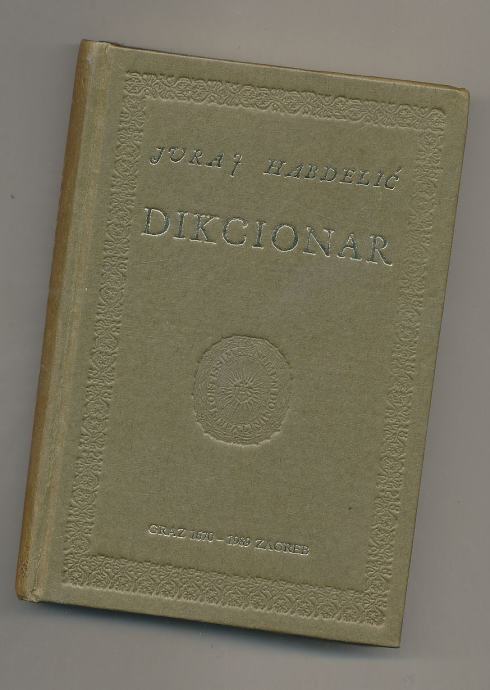 JURAJ HABDELIĆ
DIKCIONAR
GRAZ 1670 – 1989 ZAGREB